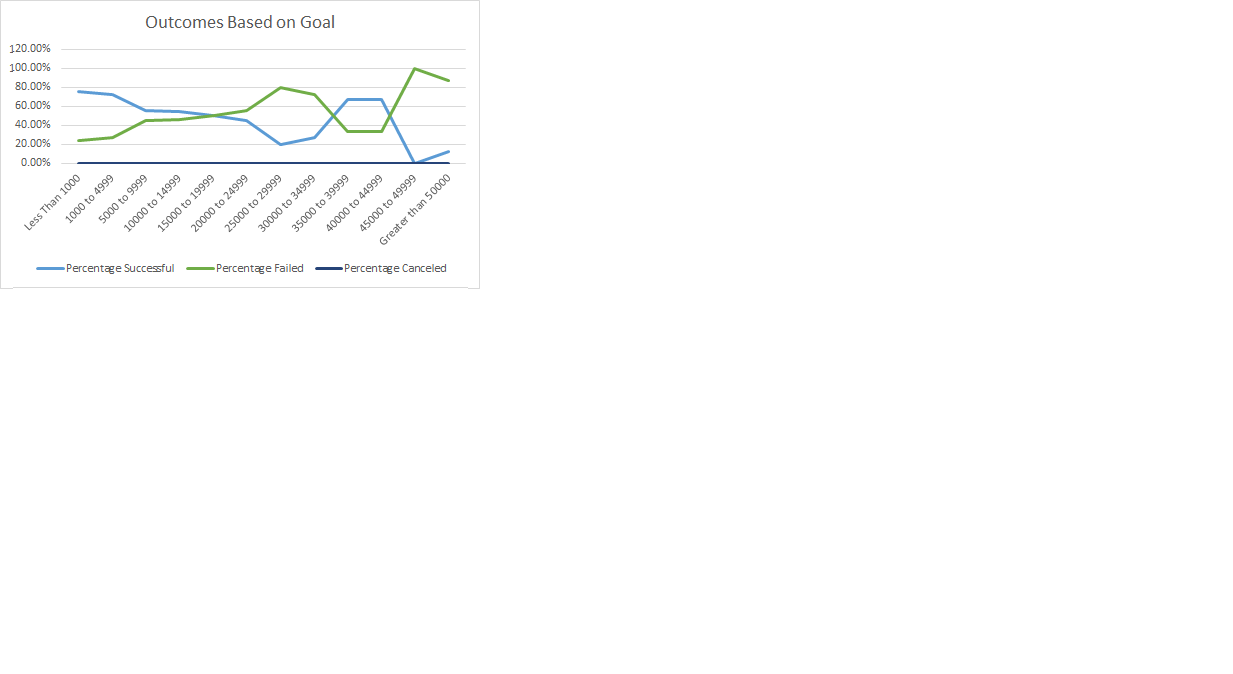 Outcomes Based on Goal
120.00%
100.00%
80.00%
60.00%
40.00%
20.00%
0.00%
Less Than 1000
1000 to 4999
5000 to 9999
10000 to 14999
15000 to 19999
20000 to 24999
25000 to 29999
30000 to 34999
35000 to 39999
40000 to 44999
45000 to 49999
Greater than 50000
Percentage Successful Percentage Failed Percentage Canceled